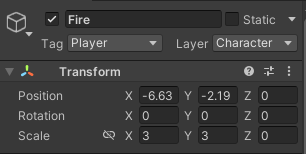 Fire Static
Tag Player Layer Character
Transform
Position X -6.63 Y -2.19 Z 0
Rotation X 0 Y 0 Z 0
Scale X 3 Y 3 Z 0